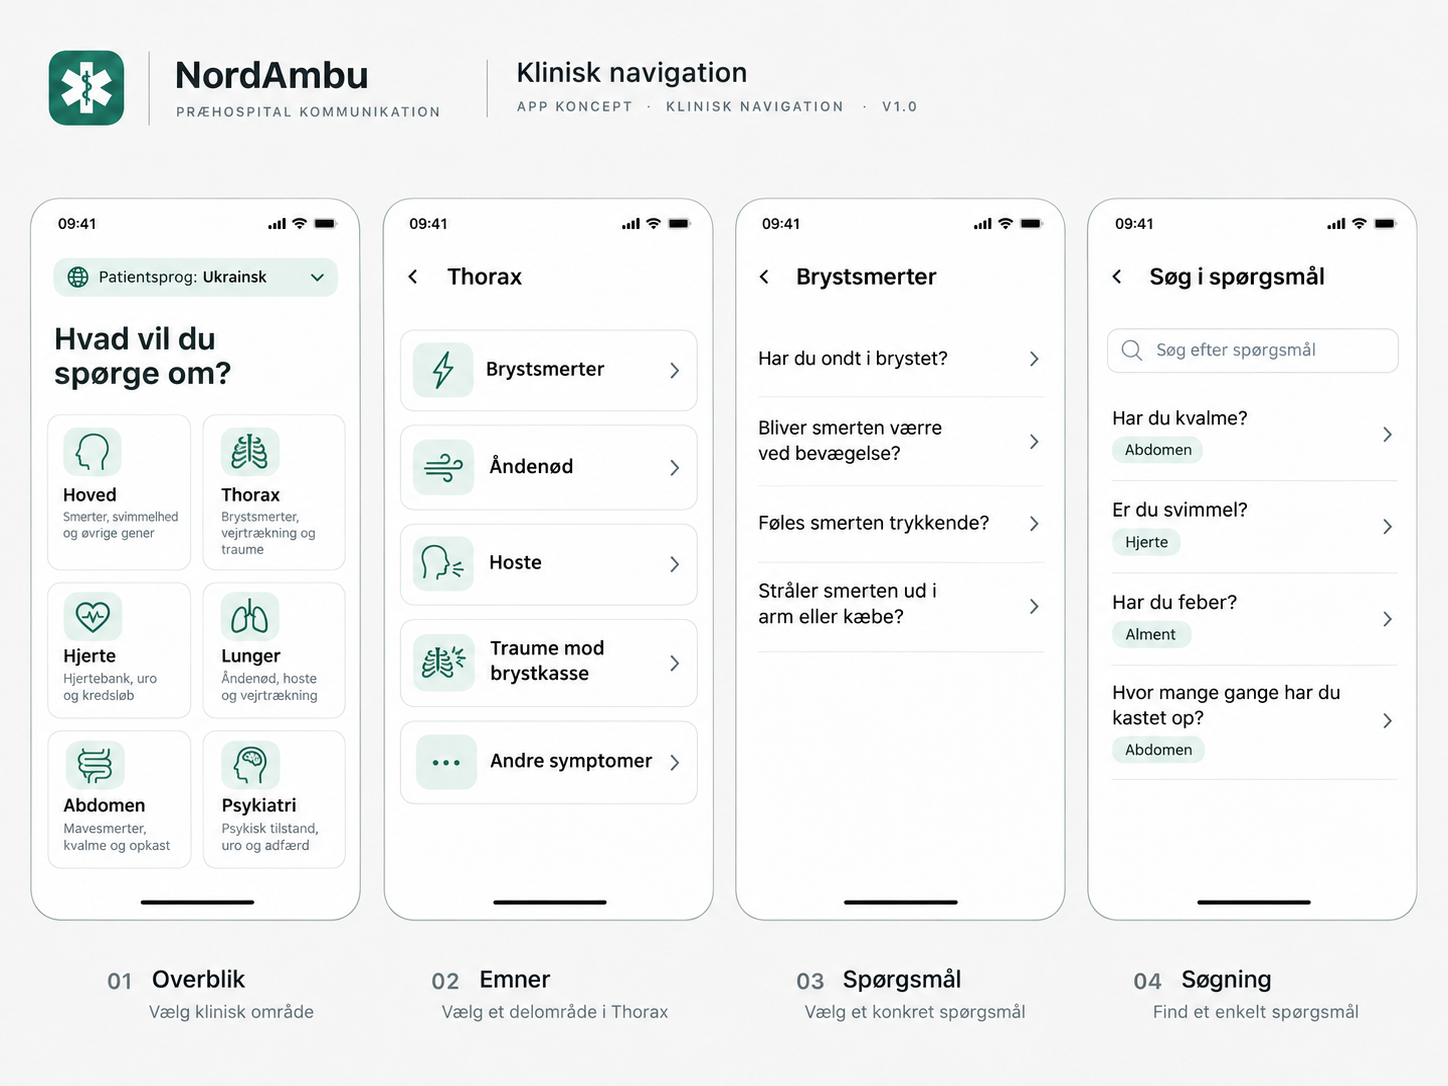 NordAmbu
PRÆHOSPITAL KOMMUNIKATION
Klinisk navigation
APP KONCEPT · KLINISK NAVIGATION · V1.0
09:41
Patientsprog: Ukrainsk
Hvad vil du
spørge om?
Hoved
Smerter, svimmelhed
og øvrige gener
Thorax
Brystsmerter,
vejrtrækning og
traume
Hjerte
Hjertebank, uro
og kredsløb
Lunger
Åndenød, hoste
og vejrtrækning
Abdomen
Mavesmerter,
kvalme og opkast
Psykiatri
Psykisk tilstand,
uro og adfærd
09:41
Thorax
Brystsmerter
Åndenød
Hoste
Traume mod
brystkasse
Andre symptomer
09:41
Brystsmerter
Har du ondt i brystet?
Bliver smerten værre
ved bevægelse?
Føles smerten trykkende?
Stråler smerten ud i
arm eller kæbe?
09:41
Søg i spørgsmål
Søg efter spørgsmål
Har du kvalme?
Abdomen
Er du svimmel?
Hjerte
Har du feber?
Alment
Hvor mange gange har du
kastet op?
Abdomen
01 Overblik
Vælg klinisk område
02 Emner
Vælg et delområde i Thorax
03 Spørgsmål
Vælg et konkret spørgsmål
04 Søgning
Find et enkelt spørgsmål